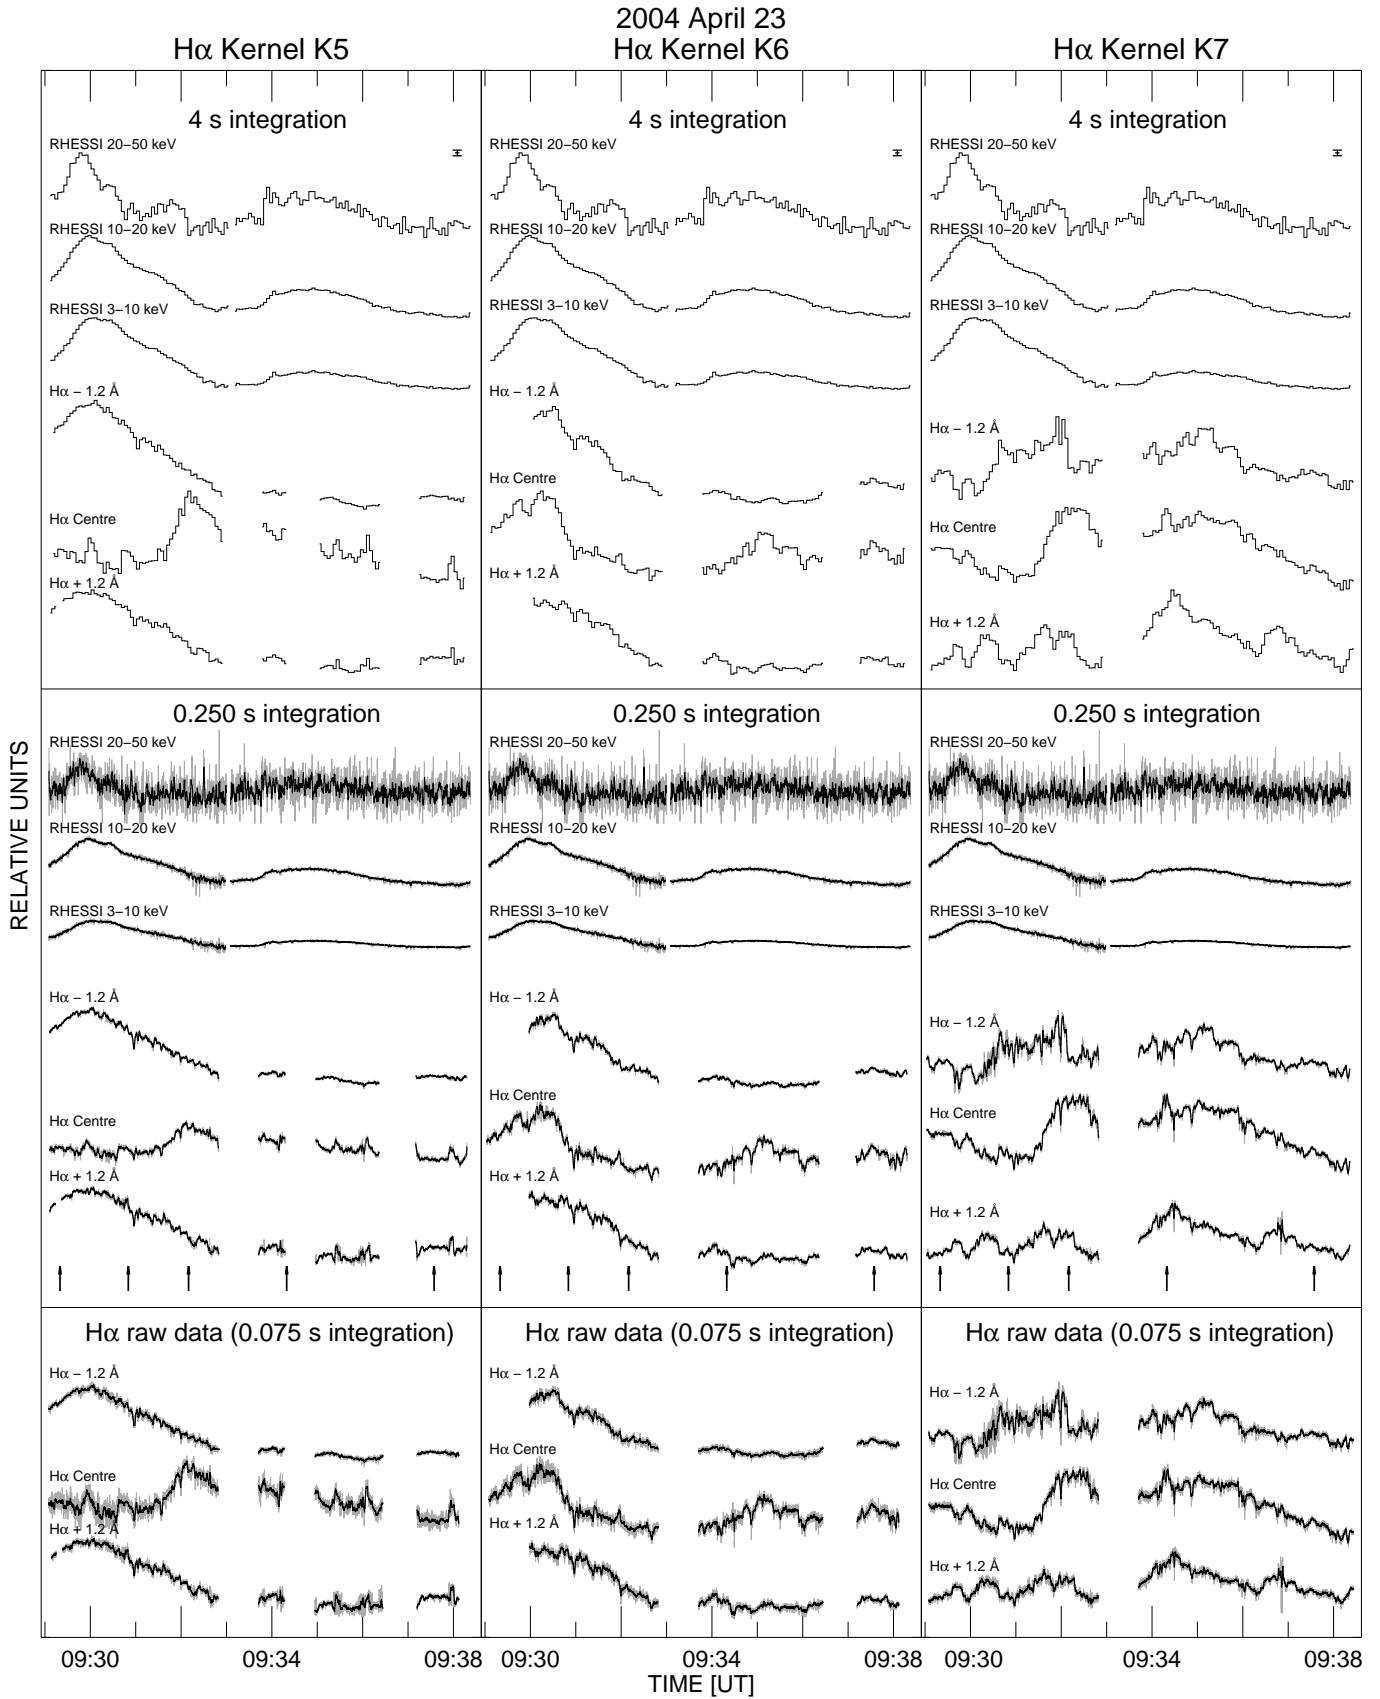 2004 April 23
Hα Kernel K5
Hα Kernel K6
Hα Kernel K7
4 s integration
RHESSI 20–50 keV
RHESSI 10–20 keV
RHESSI 3–10 keV
Hα – 1.2 Å
Hα Centre
Hα + 1.2 Å
4 s integration
RHESSI 20–50 keV
RHESSI 10–20 keV
RHESSI 3–10 keV
Hα – 1.2 Å
Hα Centre
Hα + 1.2 Å
4 s integration
RHESSI 20–50 keV
RHESSI 10–20 keV
RHESSI 3–10 keV
Hα – 1.2 Å
Hα Centre
Hα + 1.2 Å
RELATIVE UNITS
0.250 s integration
RHESSI 20–50 keV
RHESSI 10–20 keV
RHESSI 3–10 keV
Hα – 1.2 Å
Hα Centre
Hα + 1.2 Å
0.250 s integration
RHESSI 20–50 keV
RHESSI 10–20 keV
RHESSI 3–10 keV
Hα – 1.2 Å
Hα Centre
Hα + 1.2 Å
0.250 s integration
RHESSI 20–50 keV
RHESSI 10–20 keV
RHESSI 3–10 keV
Hα – 1.2 Å
Hα Centre
Hα + 1.2 Å
Hα raw data (0.075 s integration)
Hα – 1.2 Å
Hα Centre
Hα + 1.2 Å
Hα raw data (0.075 s integration)
Hα – 1.2 Å
Hα Centre
Hα + 1.2 Å
Hα raw data (0.075 s integration)
Hα – 1.2 Å
Hα Centre
Hα + 1.2 Å
09:30 09:34 09:38
09:30 09:34 09:38
09:30 09:34 09:38
TIME [UT]